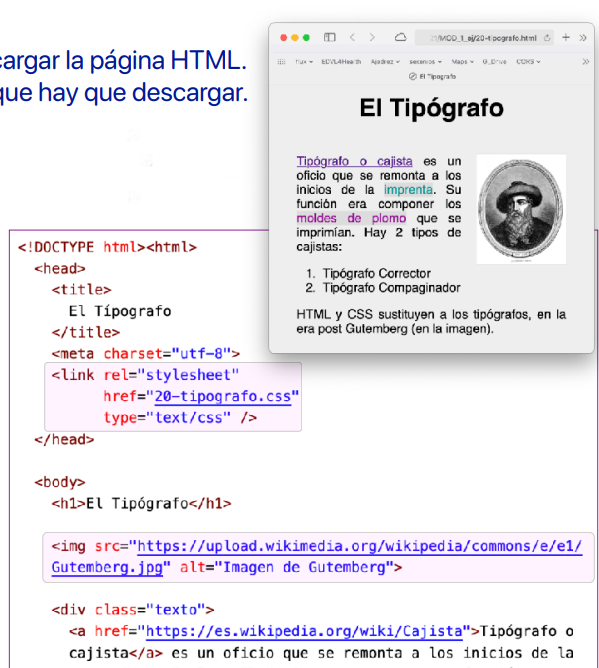 cargar la página HTML.
que hay que descargar.
/MOD_1_ej/20-tipografo.html
flux
EDVL4Hearth
Ajedrez
sesenios
Maps
G_Drive
CORS
El Tipografo
El Tipógrafo
Tipógrafo o cajista es un
oficio que se remonta a los
inicios de la imprenta. Su
función era componer los
moldes de plomo que se
imprimían. Hay 2 tipos de
cajistas:
1. Tipógrafo Corrector
2. Tipógrafo Compaginador
HTML y CSS sustituyen a los tipógrafos, en la
era post Gutemberg (en la imagen).
<!DOCTYPE html><html>
<head>
<title>
El Típografo
</title>
<meta charset="utf-8">
<link rel="stylesheet"
href="20-tipografo.css"
type="text/css" />
</head>
<body>
<h1>El Tipógrafo</h1>
<img src="https://upload.wikimedia.org/wikipedia/commons/e/e1/
Gutemberg.jpg" alt="Imagen de Gutemberg">
<div class="texto">
<a href="https://es.wikipedia.org/wiki/Cajista">Tipógrafo o
cajista</a> es un oficio que se remonta a los inicios de la